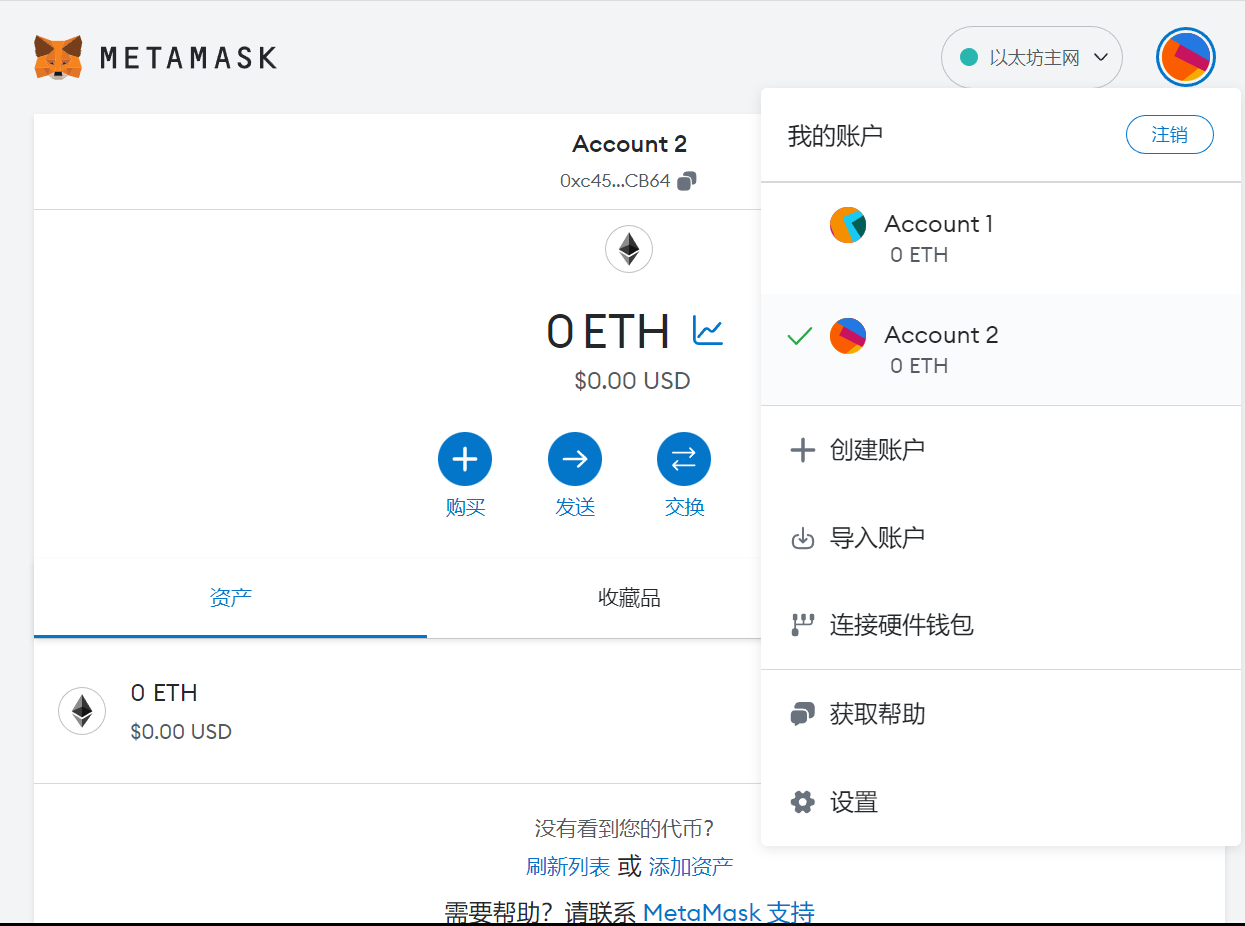 METAMASK
以太坊主网
Account 2
0xc45...CB64
0 ETH
$0.00 USD
购买
发送
交换
资产
收藏品
0 ETH
$0.00 USD
没有看到您的代币?
刷新列表 或 添加资产
需要帮助? 请联系 MetaMask 支持
我的账户
注销
Account 1
0 ETH
Account 2
0 ETH
创建账户
导入账户
连接硬件钱包
获取帮助
设置